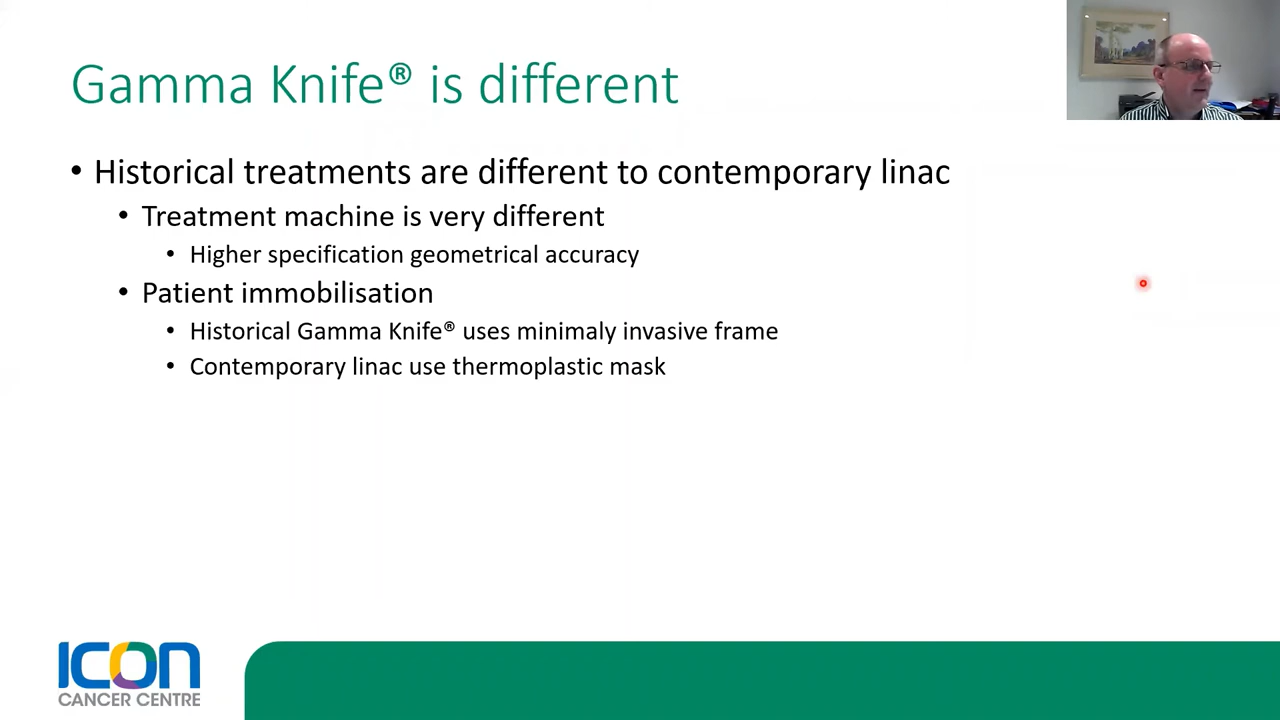 Gamma Knife® is different
• Historical treatments are different to contemporary linac
• Treatment machine is very different
• Higher specification geometrical accuracy
• Patient immobilisation
• Historical Gamma Knife® uses minimaly invasive frame
• Contemporary linac use thermoplastic mask
ICON
CANCER CENTRE